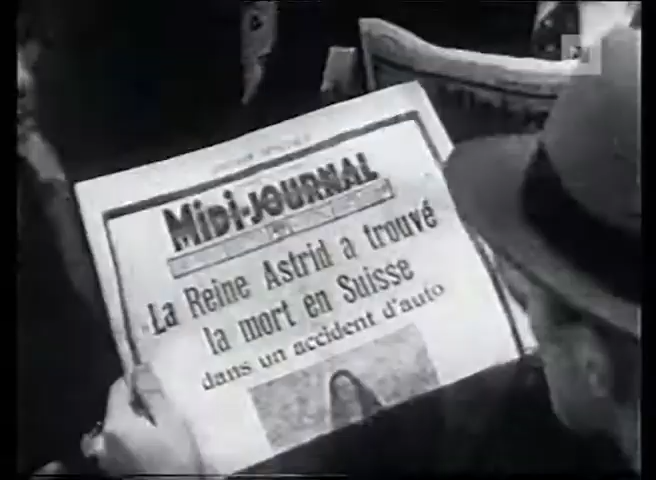 MiDi-JOURNAL
La Reine Astrid a trouvé
la mort en Suisse
dans un accident d'auto